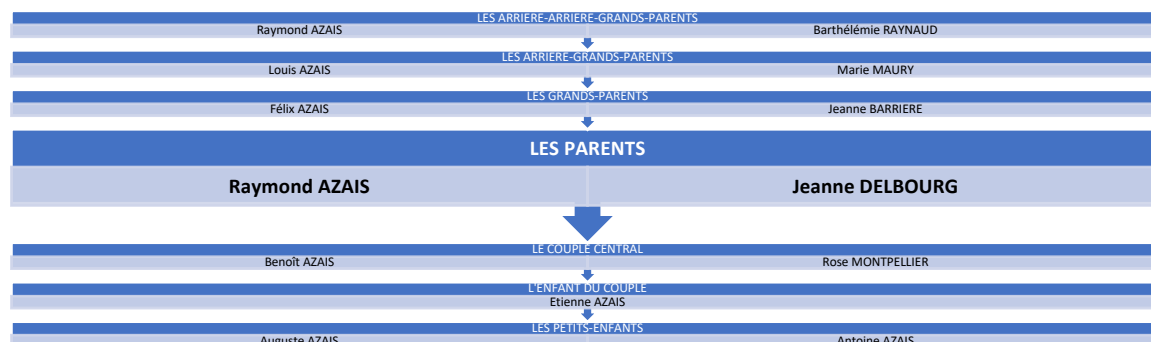 LES ARRIERE-ARRIERE-GRANDS-PARENTS
Raymond AZAIS Barthélémie RAYNAUD
LES ARRIERE-GRANDS-PARENTS
Louis AZAIS Marie MAURY
LES GRANDS-PARENTS
Félix AZAIS Jeanne BARRIERE
LES PARENTS
Raymond AZAIS Jeanne DELBOURG
LE COUPLE CENTRAL
Benoît AZAIS Rose MONTPELLIER
L'ENFANT DU COUPLE
Etienne AZAIS
LES PETITS-ENFANTS
Auguste AZAIS Antoine AZAIS